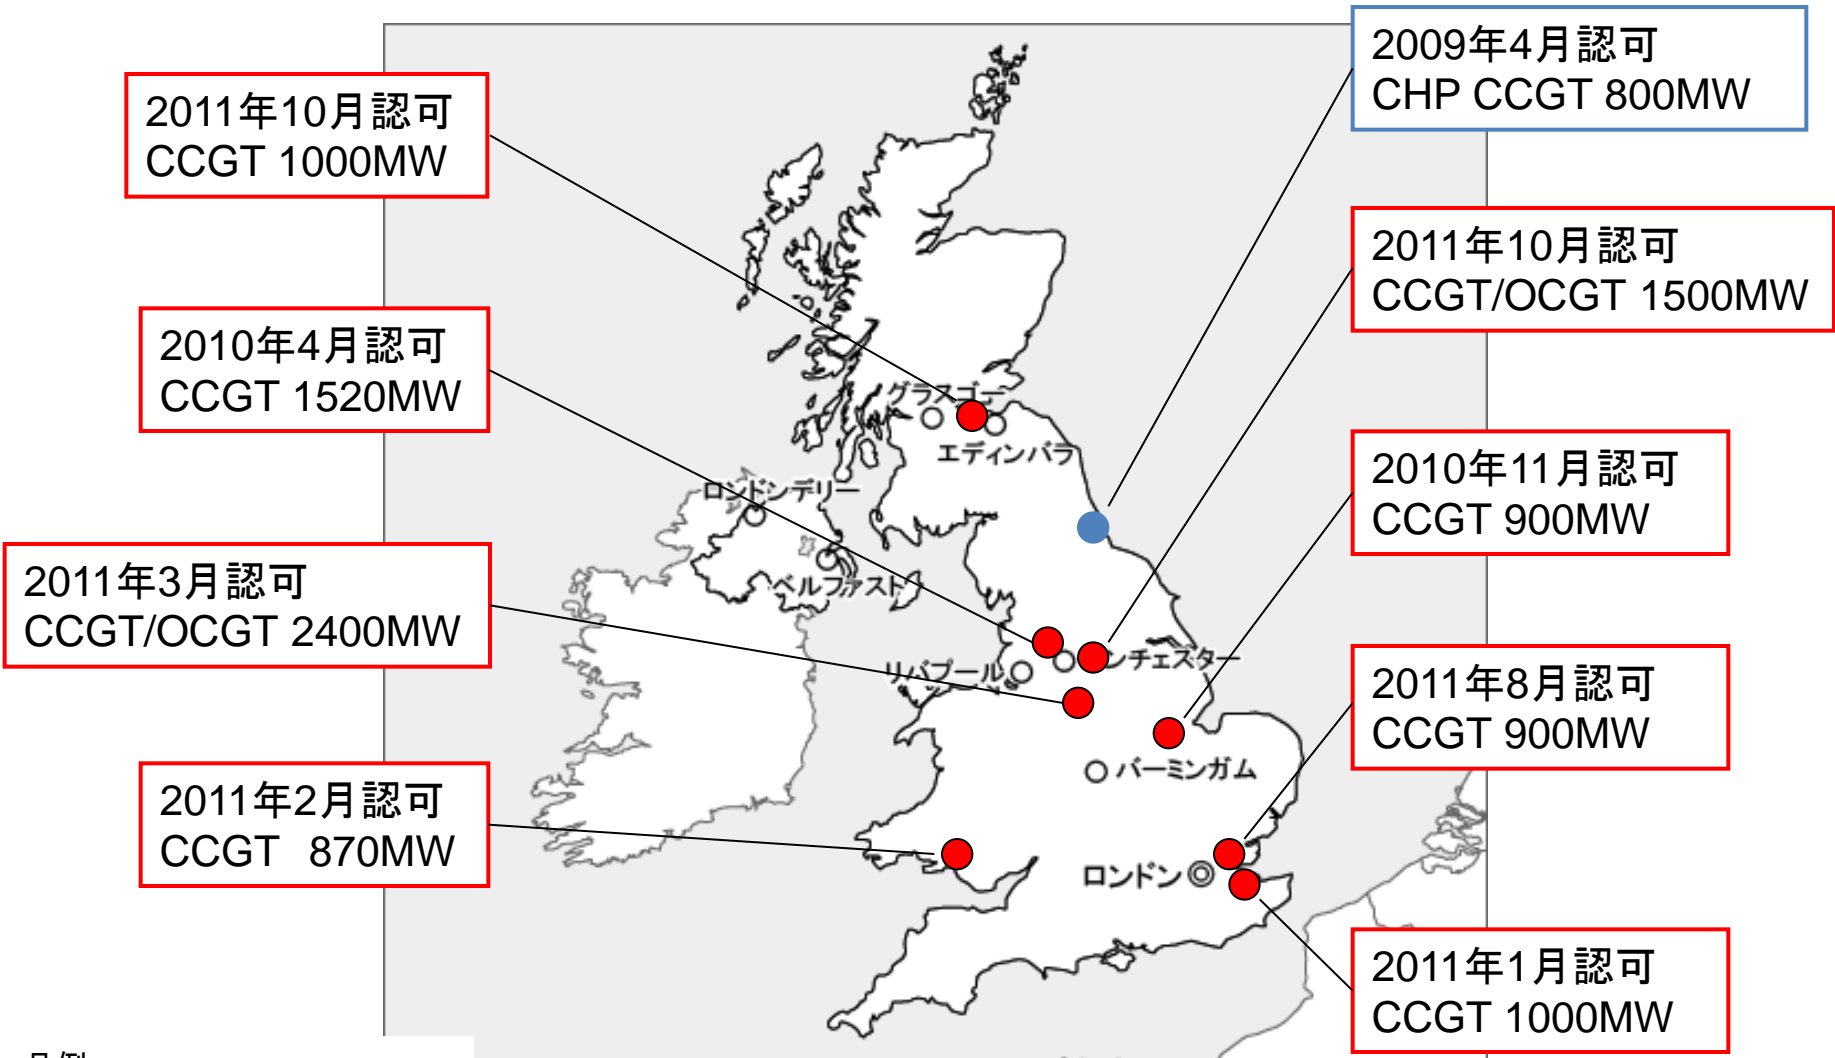 2009年4月認可
CHP CCGT 800MW
2011年10月認可
CCGT 1000MW
2011年10月認可
CCGT/OCGT 1500MW
2010年4月認可
CCGT 1520MW
グラスゴー
エディンバラ
2010年11月認可
CCGT 900MW
ロンドンデリー
2011年3月認可
CCGT/OCGT 2400MW
ベルファスト
リバプール
ンチェスター
2011年8月認可
CCGT 900MW
バーミンガム
2011年2月認可
CCGT 870MW
ロンドン
2011年1月認可
CCGT 1000MW